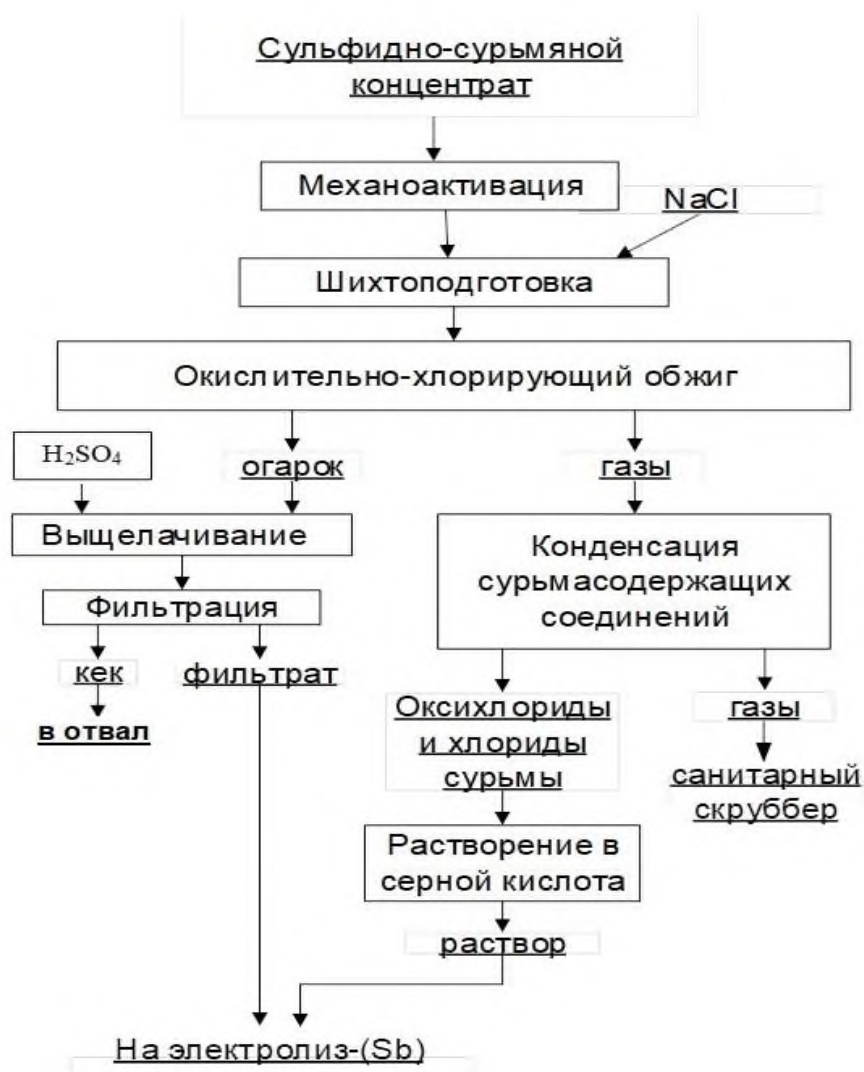 Сульфидно-сурьмяной
концентрат
Механоактивация
NaCl
Шихтоподготовка
Окислительно-хлорирующий обжиг
H₂SO₄
огарок
газы
Выщелачивание
Конденсация
сурьмасодержащих
соединений
Фильтрация
кек
фильтрат
в отвал
Оксихлориды
и хлориды
сурьмы
газы
санитарный
скруббер
Растворение в
серной кислота
раствор
На электролиз-(Sb)